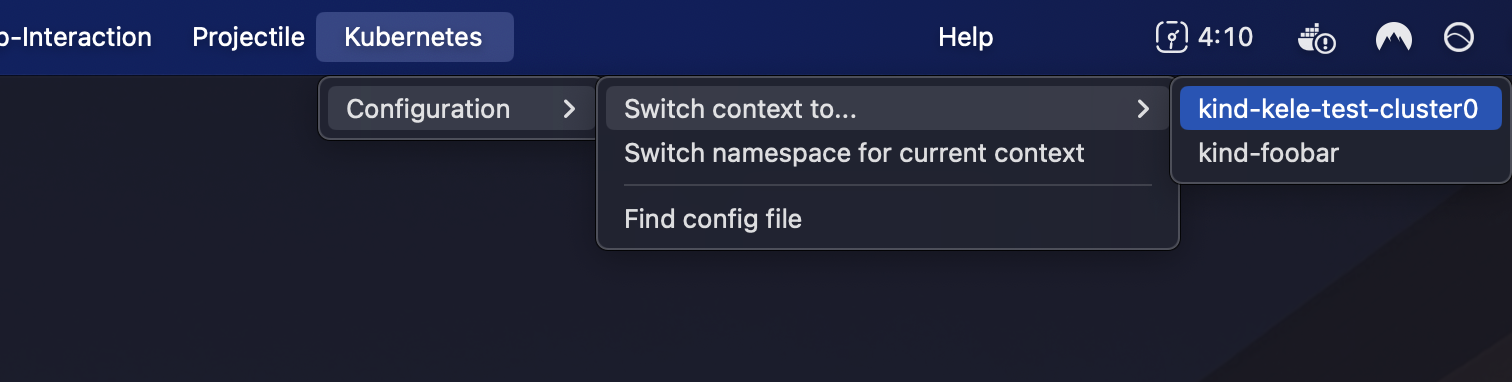 o-Interaction Projectile Kubernetes Help 4:10
Configuration
Switch context to...
Switch namespace for current context
Find config file
kind-kele-test-cluster0
kind-foobar